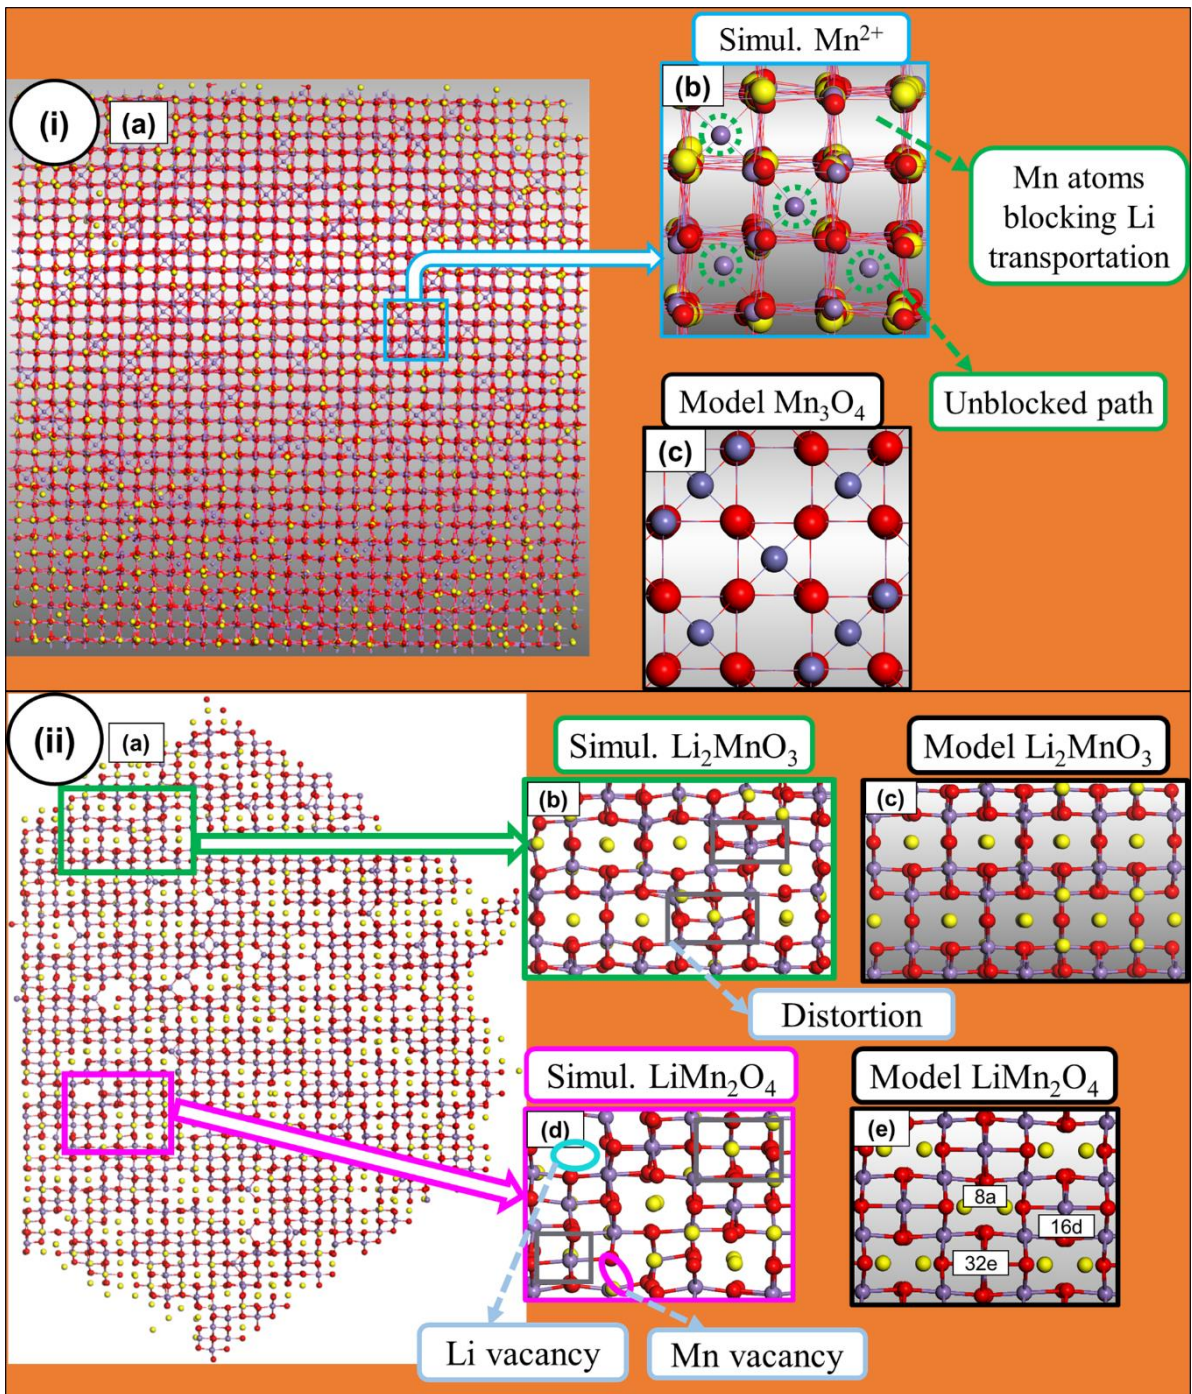 Simul. Mn²⁺
(i)
(a)
(b)
Mn atoms
blocking Li
transportation
Unblocked path
Model Mn₃O₄
(c)
(ii)
(a)
Simul. Li₂MnO₃
Model Li₂MnO₃
(b)
(c)
Distortion
Simul. LiMn₂O₄
Model LiMn₂O₄
(d)
(e)
8a
16d
32e
Li vacancy
Mn vacancy